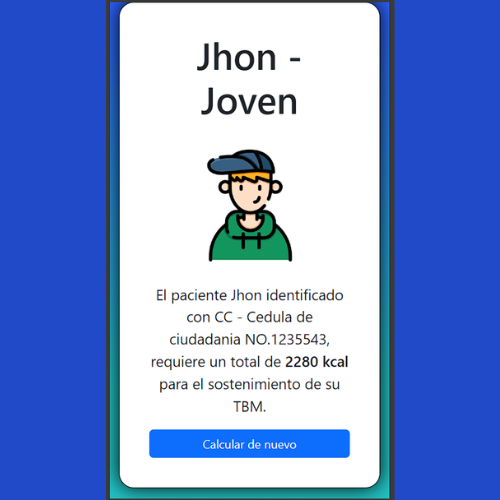 Jhon -
Joven
El paciente Jhon identificado
con CC - Cedula de
ciudadania NO.1235543,
requiere un total de 2280 kcal
para el sostenimiento de su
TBM.
Calcular de nuevo